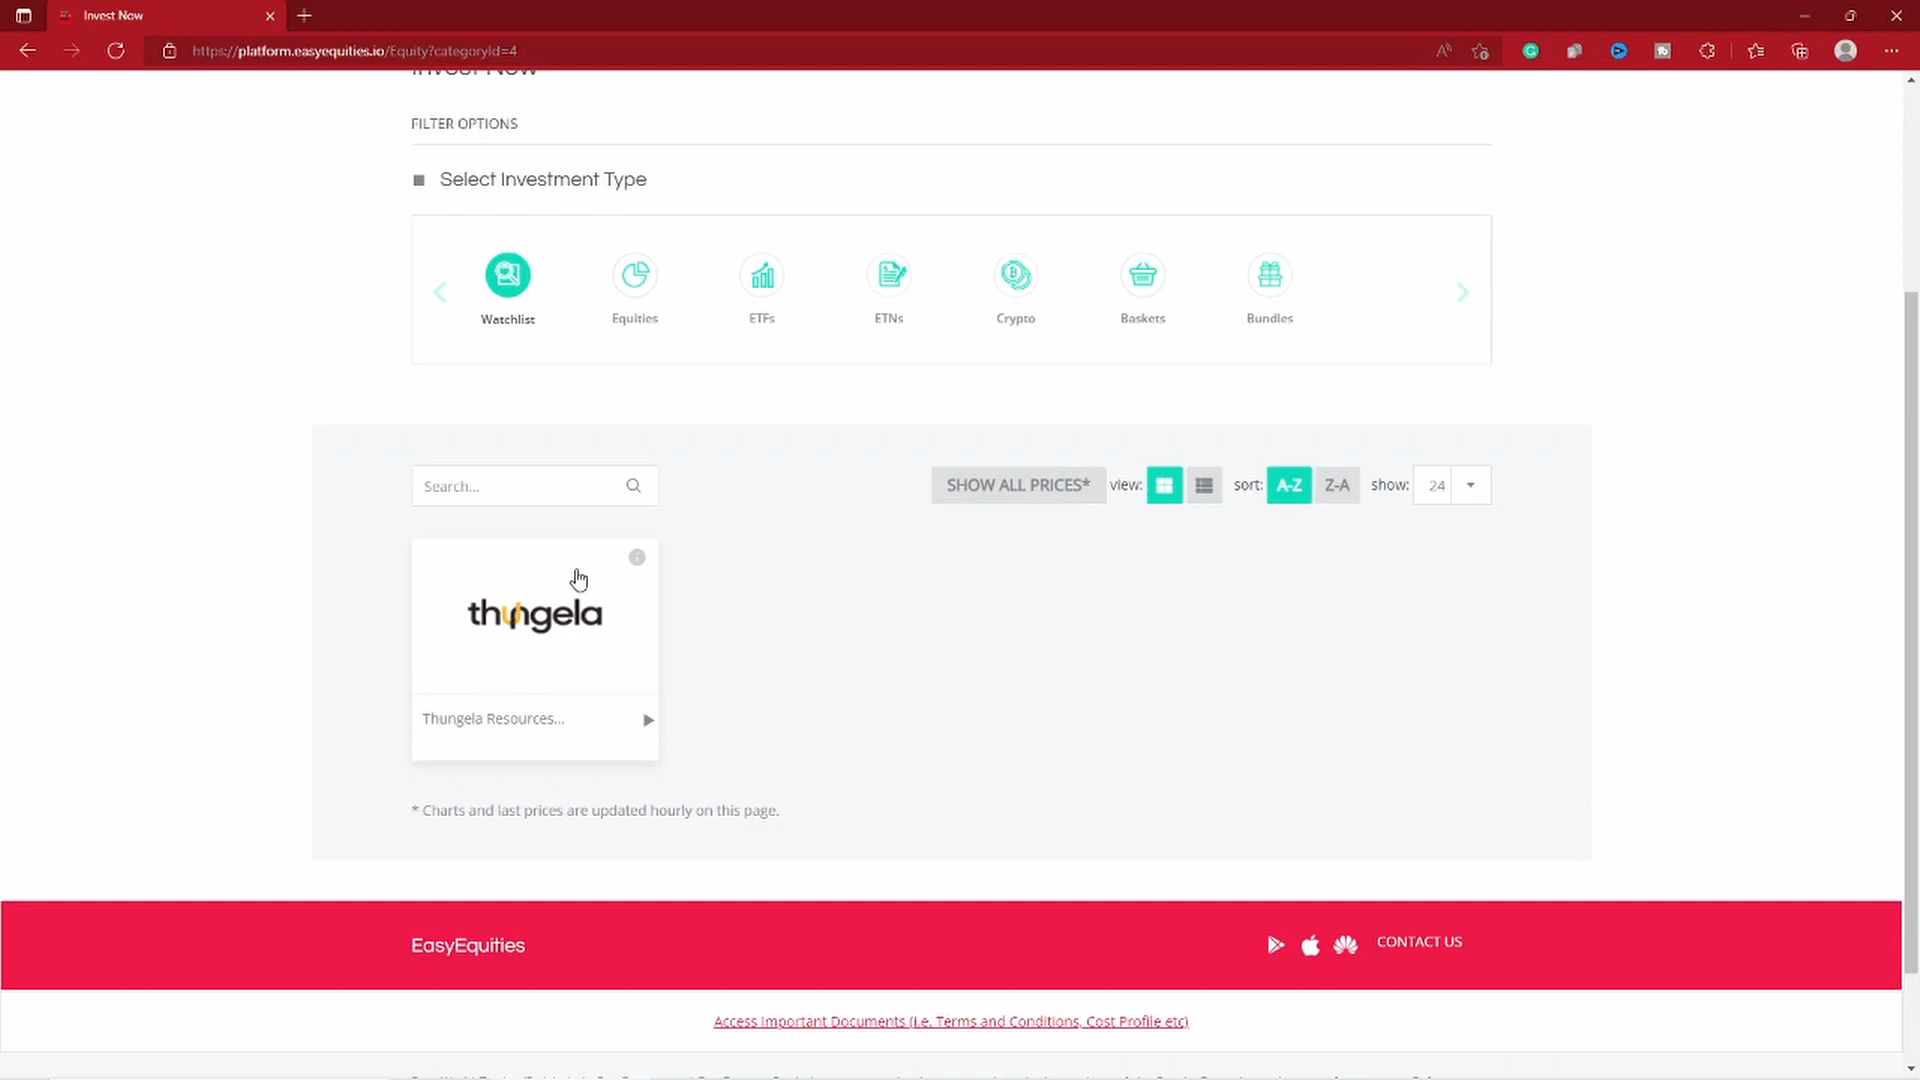 Invest Now
https://platform.easyequities.io/Equity?categoryId=4
Invest Now
FILTER OPTIONS
Select Investment Type
Watchlist
Equities
ETFs
ETNs
Crypto
Baskets
Bundles
Search...
SHOW ALL PRICES*
view:
sort:
A-Z
Z-A
show:
24
thungela
Thungela Resources...
* Charts and last prices are updated hourly on this page.
EasyEquities
CONTACT US
Access Important Documents (i.e. Terms and Conditions, Cost Profile etc)